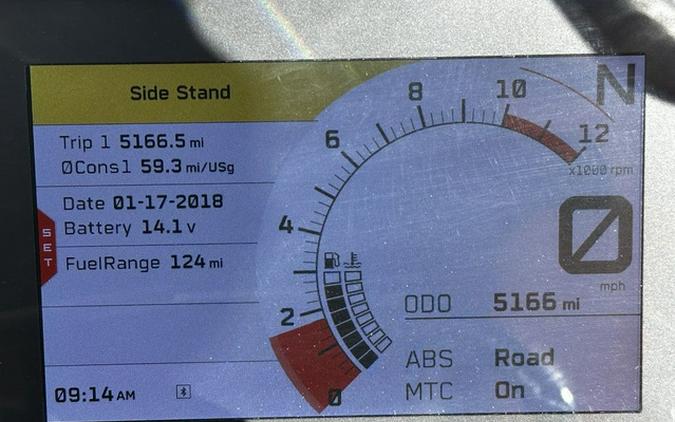 Side Stand
Trip 1 5166.5 mi
ØCons1 59.3 mi/USg
Date 01-17-2018
Battery 14.1 V
FuelRange 124 mi
SET
09:14 AM
0
2
4
6
8
10
12
x1000 rpm
N
0
mph
ODO 5166 mi
ABS Road
MTC On